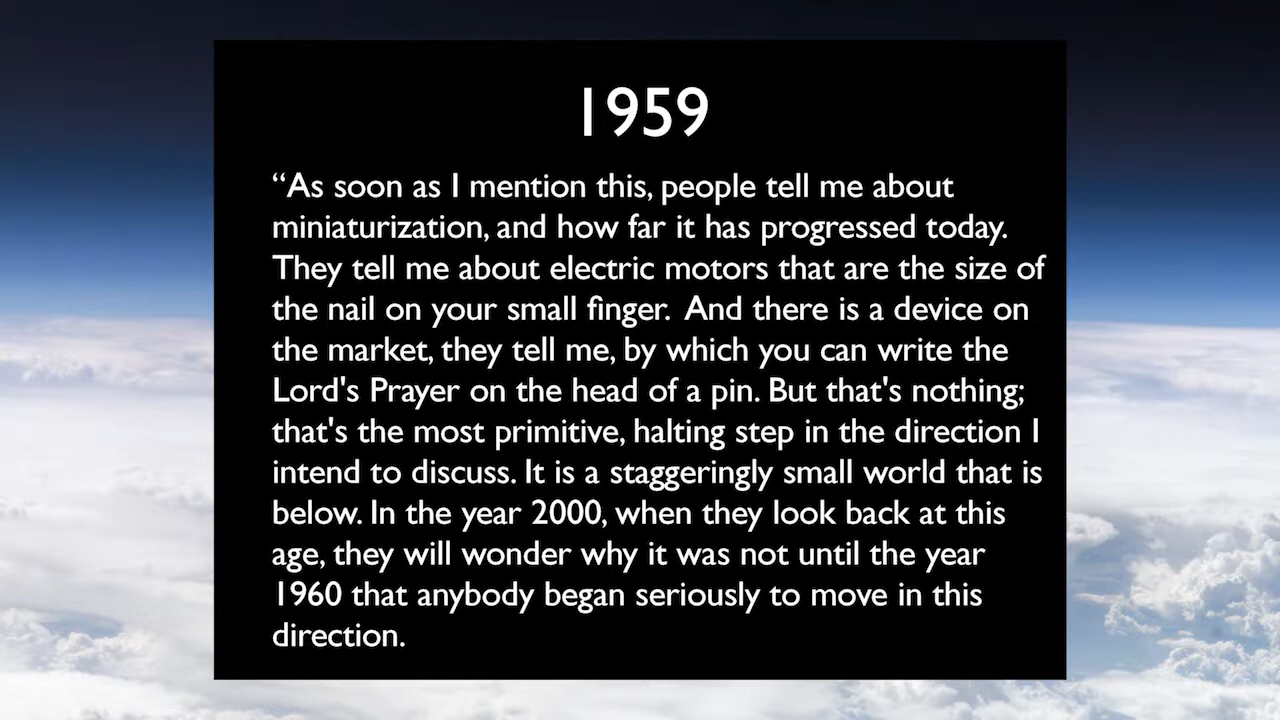 1959
“As soon as I mention this, people tell me about
miniaturization, and how far it has progressed today.
They tell me about electric motors that are the size of
the nail on your small finger.  And there is a device on
the market, they tell me, by which you can write the
Lord's Prayer on the head of a pin. But that's nothing;
that's the most primitive, halting step in the direction I
intend to discuss. It is a staggeringly small world that is
below. In the year 2000, when they look back at this
age, they will wonder why it was not until the year
1960 that anybody began seriously to move in this
direction.